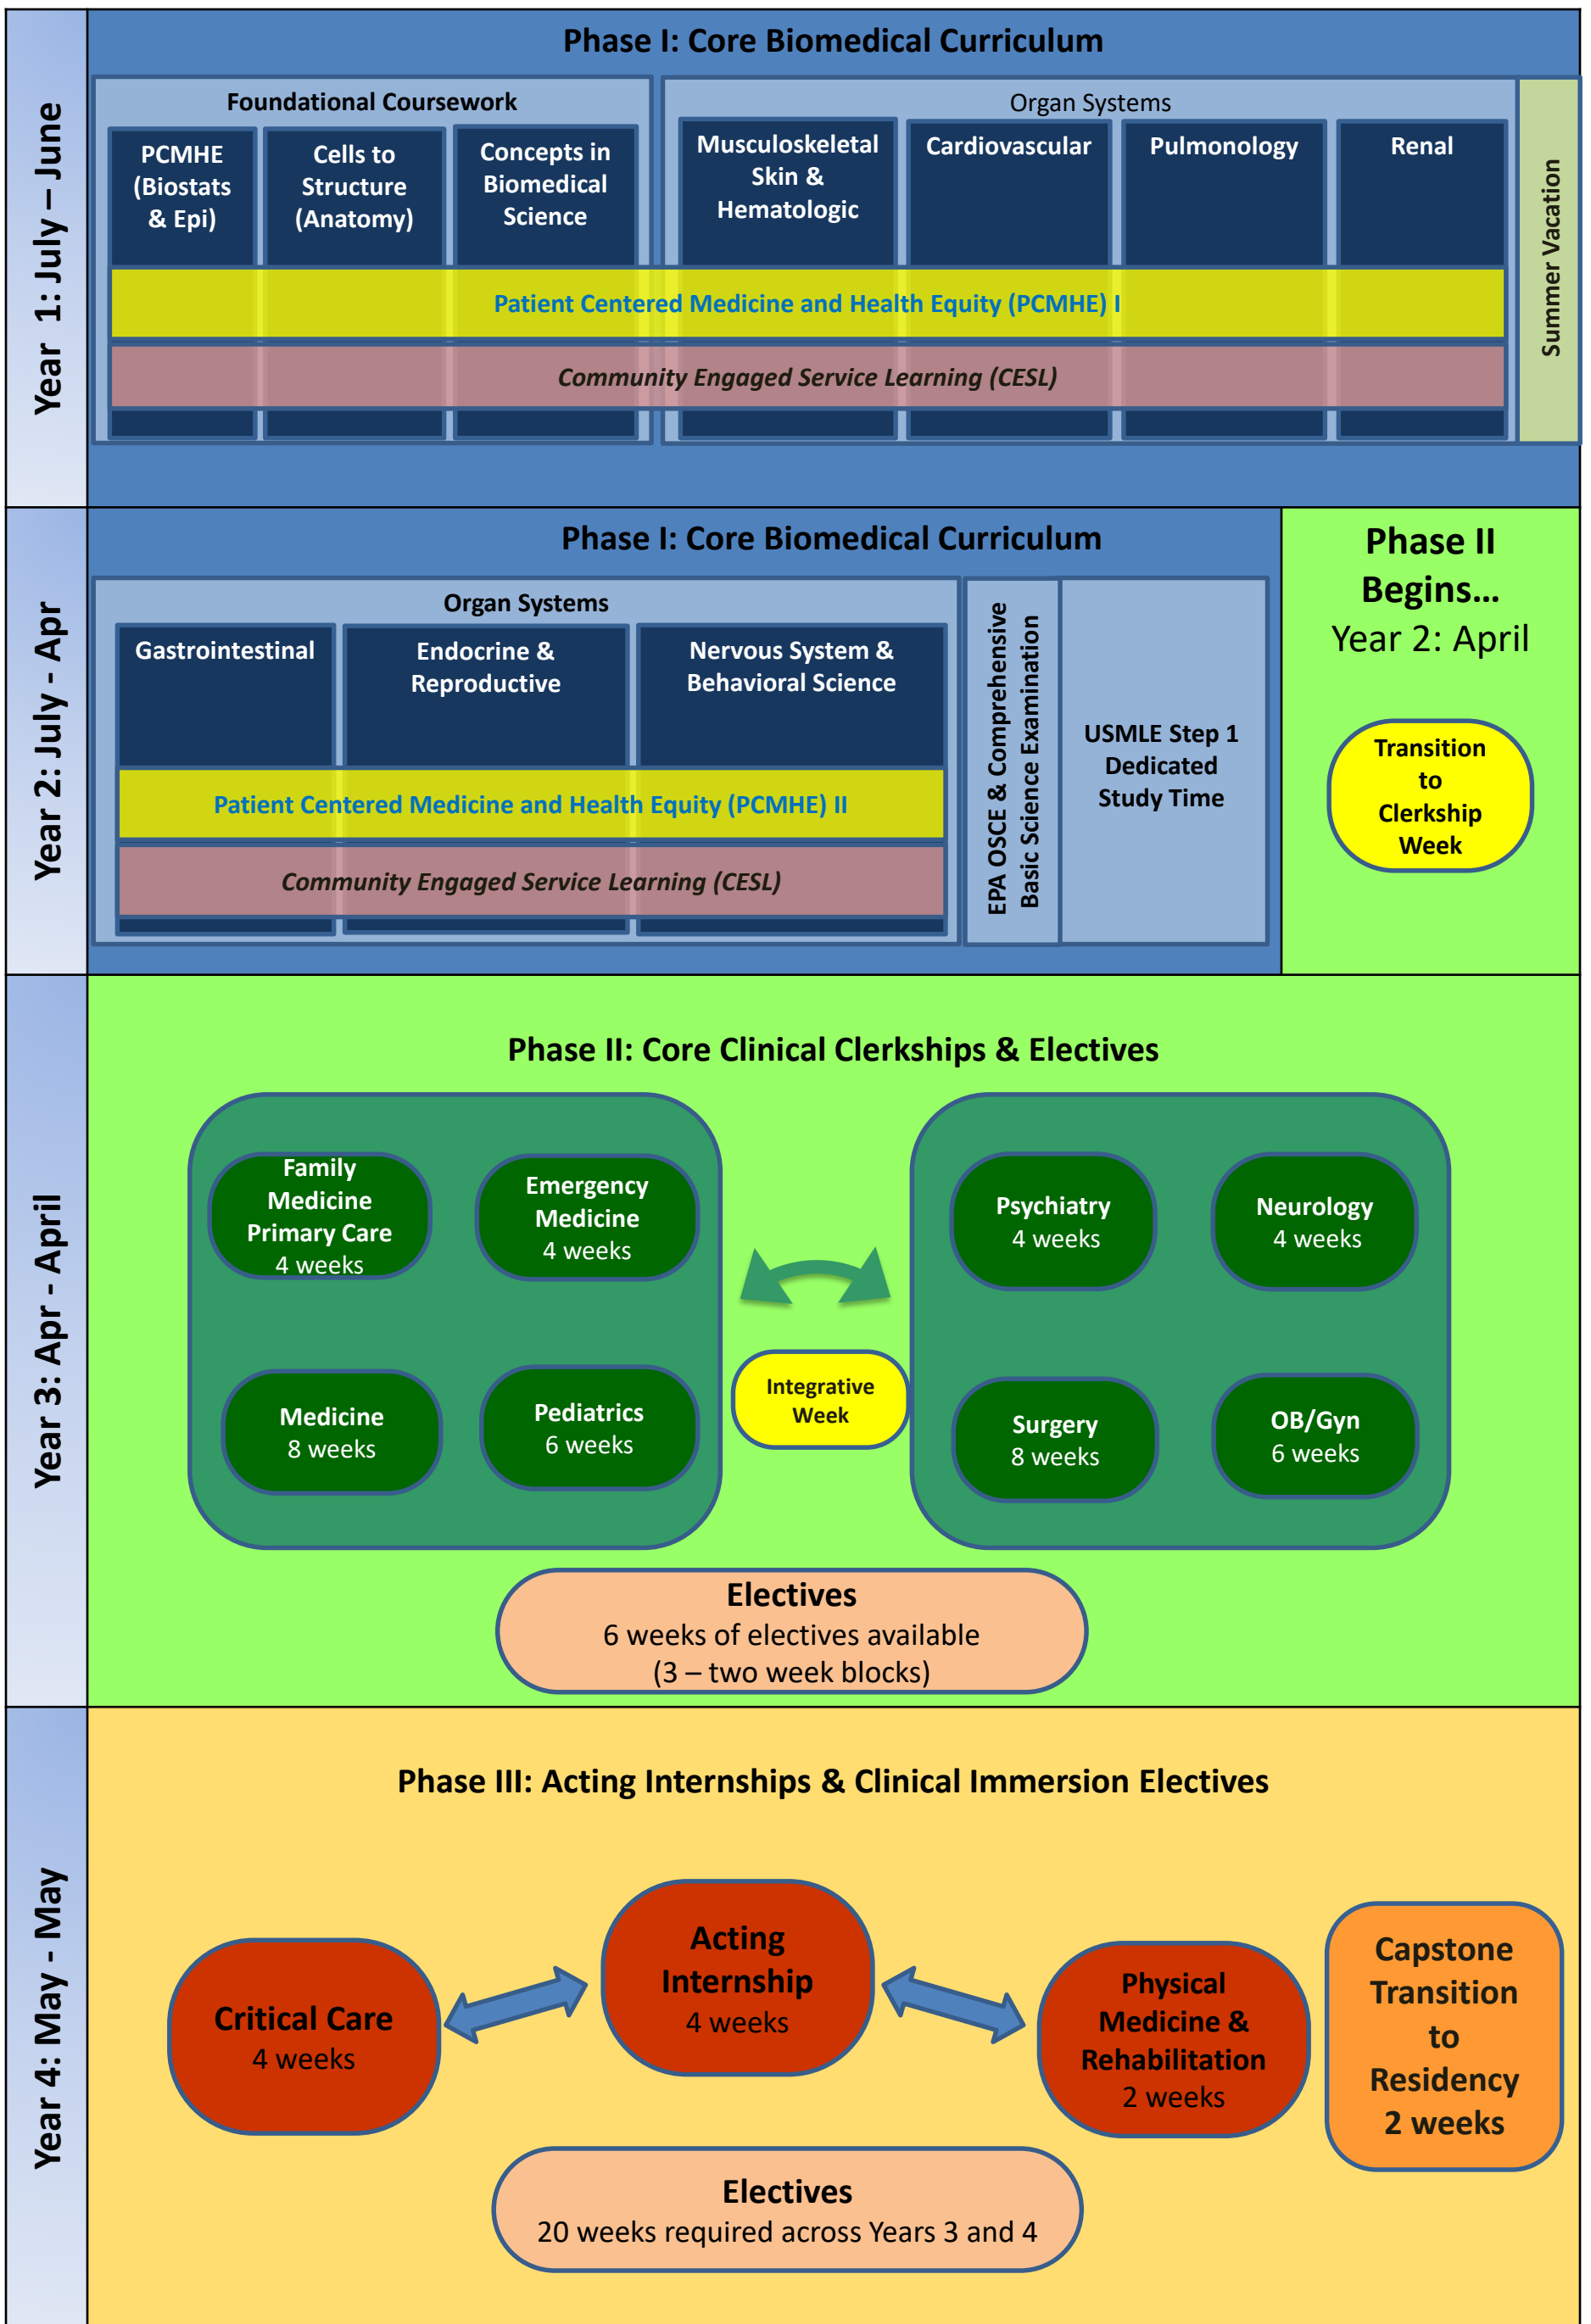 Year 1: July – June
Phase I: Core Biomedical Curriculum
Foundational Coursework
PCMHE
(Biostats
& Epi)
Cells to
Structure
(Anatomy)
Concepts in
Biomedical
Science
Organ Systems
Musculoskeletal
Skin &
Hematologic
Cardiovascular
Pulmonology
Renal
Patient Centered Medicine and Health Equity (PCMHE) I
Community Engaged Service Learning (CESL)
Summer Vacation
Year 2: July - Apr
Phase I: Core Biomedical Curriculum
Organ Systems
Gastrointestinal
Endocrine &
Reproductive
Nervous System &
Behavioral Science
Patient Centered Medicine and Health Equity (PCMHE) II
Community Engaged Service Learning (CESL)
EPA OSCE & Comprehensive
Basic Science Examination
USMLE Step 1
Dedicated
Study Time
Phase II
Begins...
Year 2: April
Transition
to
Clerkship
Week
Year 3: Apr - April
Phase II: Core Clinical Clerkships & Electives
Family
Medicine
Primary Care
4 weeks
Emergency
Medicine
4 weeks
Medicine
8 weeks
Pediatrics
6 weeks
Integrative
Week
Psychiatry
4 weeks
Neurology
4 weeks
Surgery
8 weeks
OB/Gyn
6 weeks
Electives
6 weeks of electives available
(3 – two week blocks)
Year 4: May - May
Phase III: Acting Internships & Clinical Immersion Electives
Critical Care
4 weeks
Acting
Internship
4 weeks
Physical
Medicine &
Rehabilitation
2 weeks
Capstone
Transition
to
Residency
2 weeks
Electives
20 weeks required across Years 3 and 4